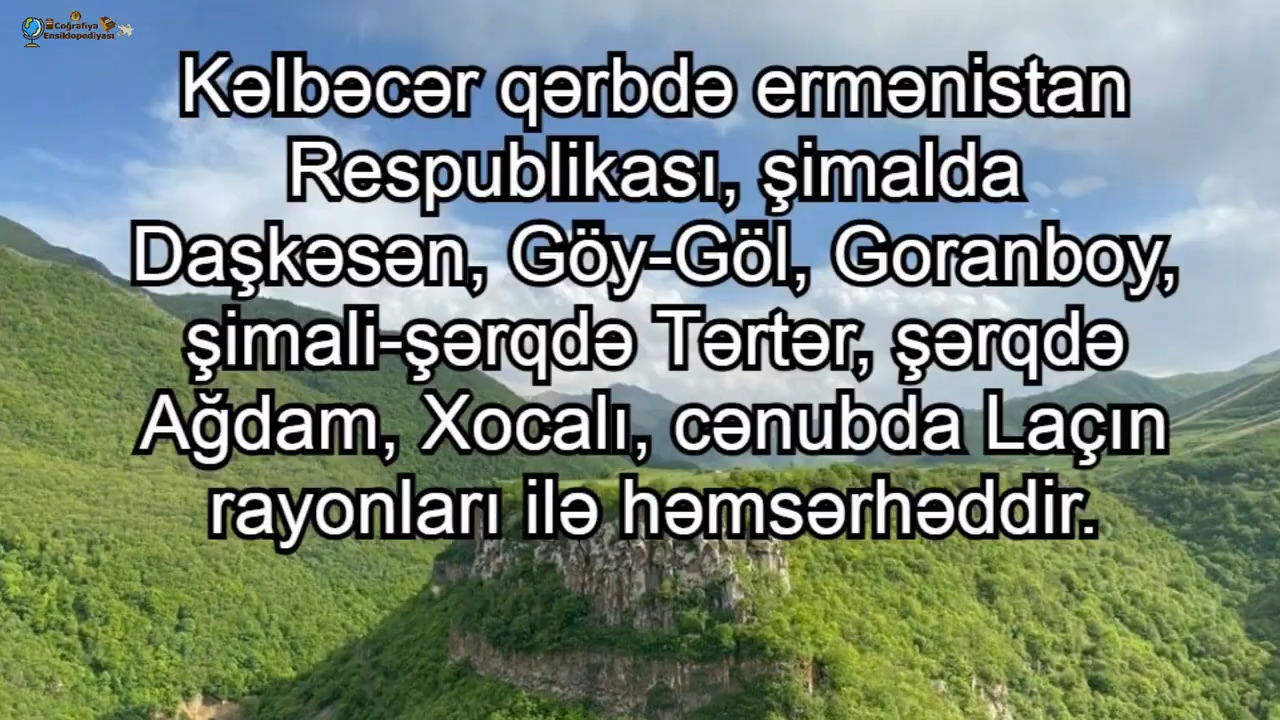 Coğrafiya
Ensiklopediyası
Kəlbəcər qərbdə ermənistan
Respublikası, şimalda
Daşkəsən, Göy-Göl, Goranboy,
şimali-şərqdə Tərtər, şərqdə
Ağdam, Xocalı, cənubda Laçın
rayonları ilə həmsərhəddir.